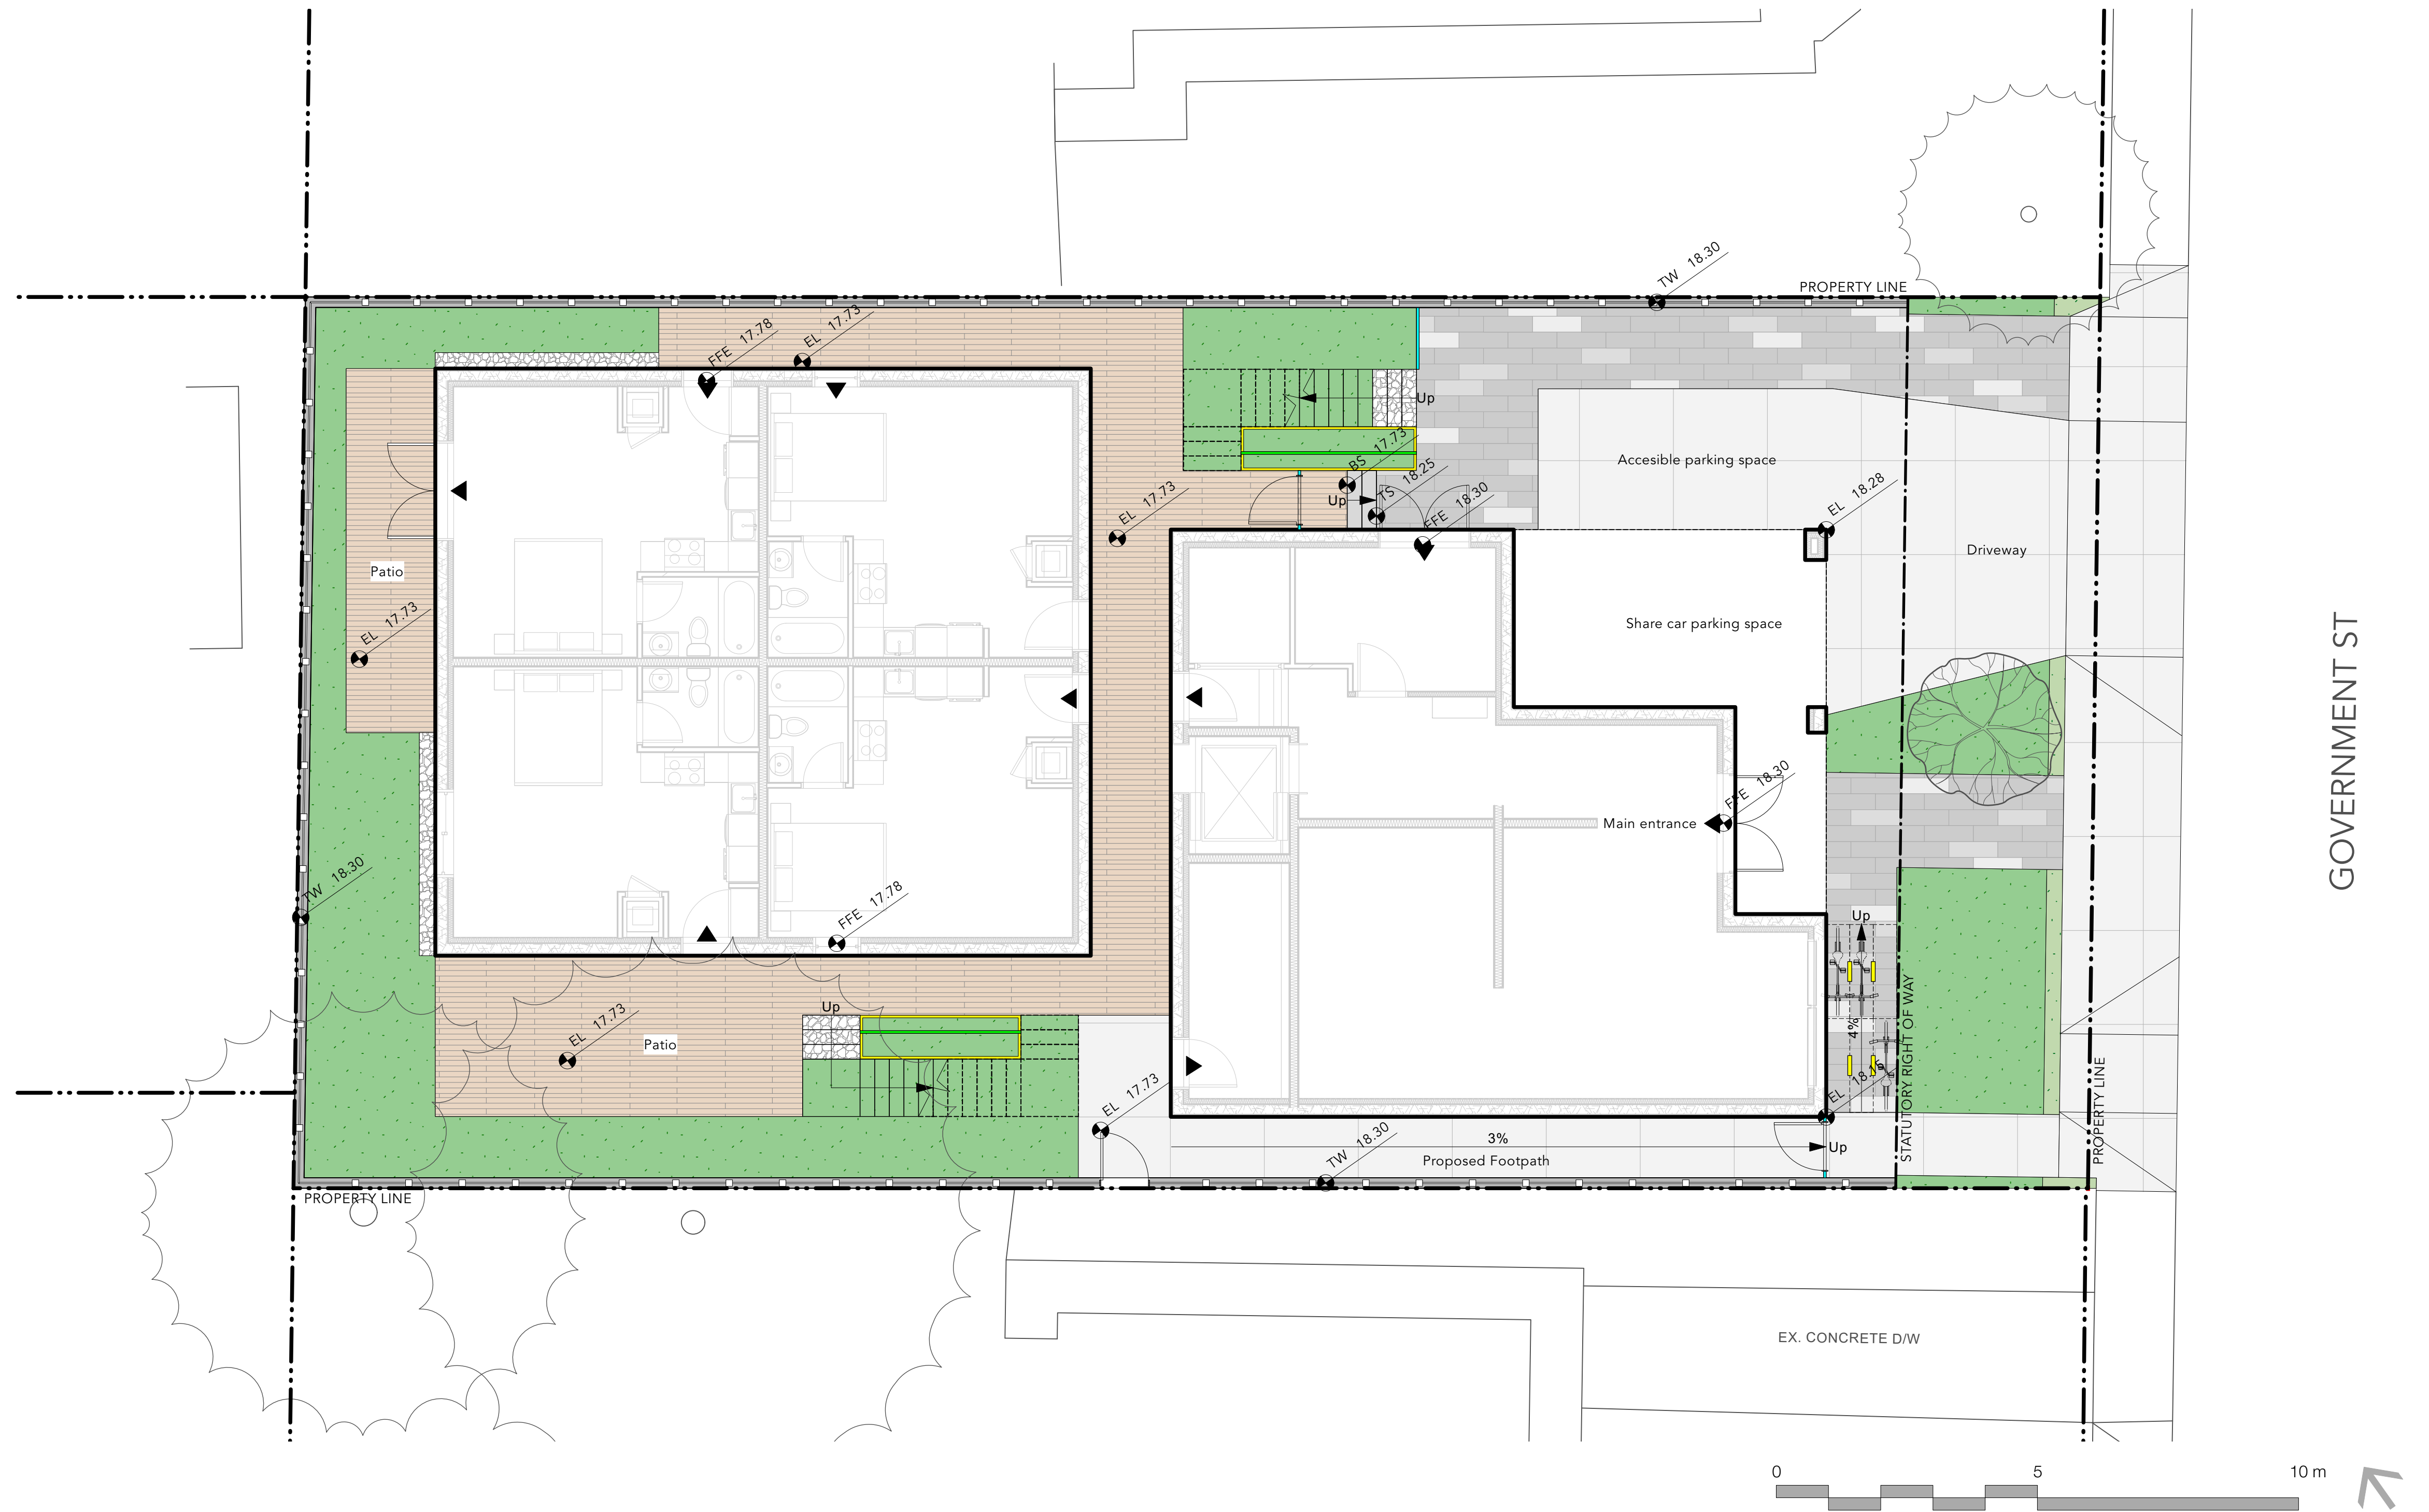 TW 18.30
PROPERTY LINE
FFE 17.78
EL 17.73
Up
BS 17.73
Accesible parking space
TS 18.25
Up
EL 17.73
FFE 18.30
EL 18.28
Driveway
Patio
EL 17.73
Share car parking space
GOVERNMENT ST
FFE 18.30
Main entrance
TW 18.30
FFE 17.78
Up
Up
EL 17.73
Patio
4%
STATUTORY RIGHT OF WAY
EL
EL 17.73
TW 18.30
3%
Up
Proposed Footpath
PROPERTY LINE
PROPERTY LINE
EX. CONCRETE D/W
0 5 10 m